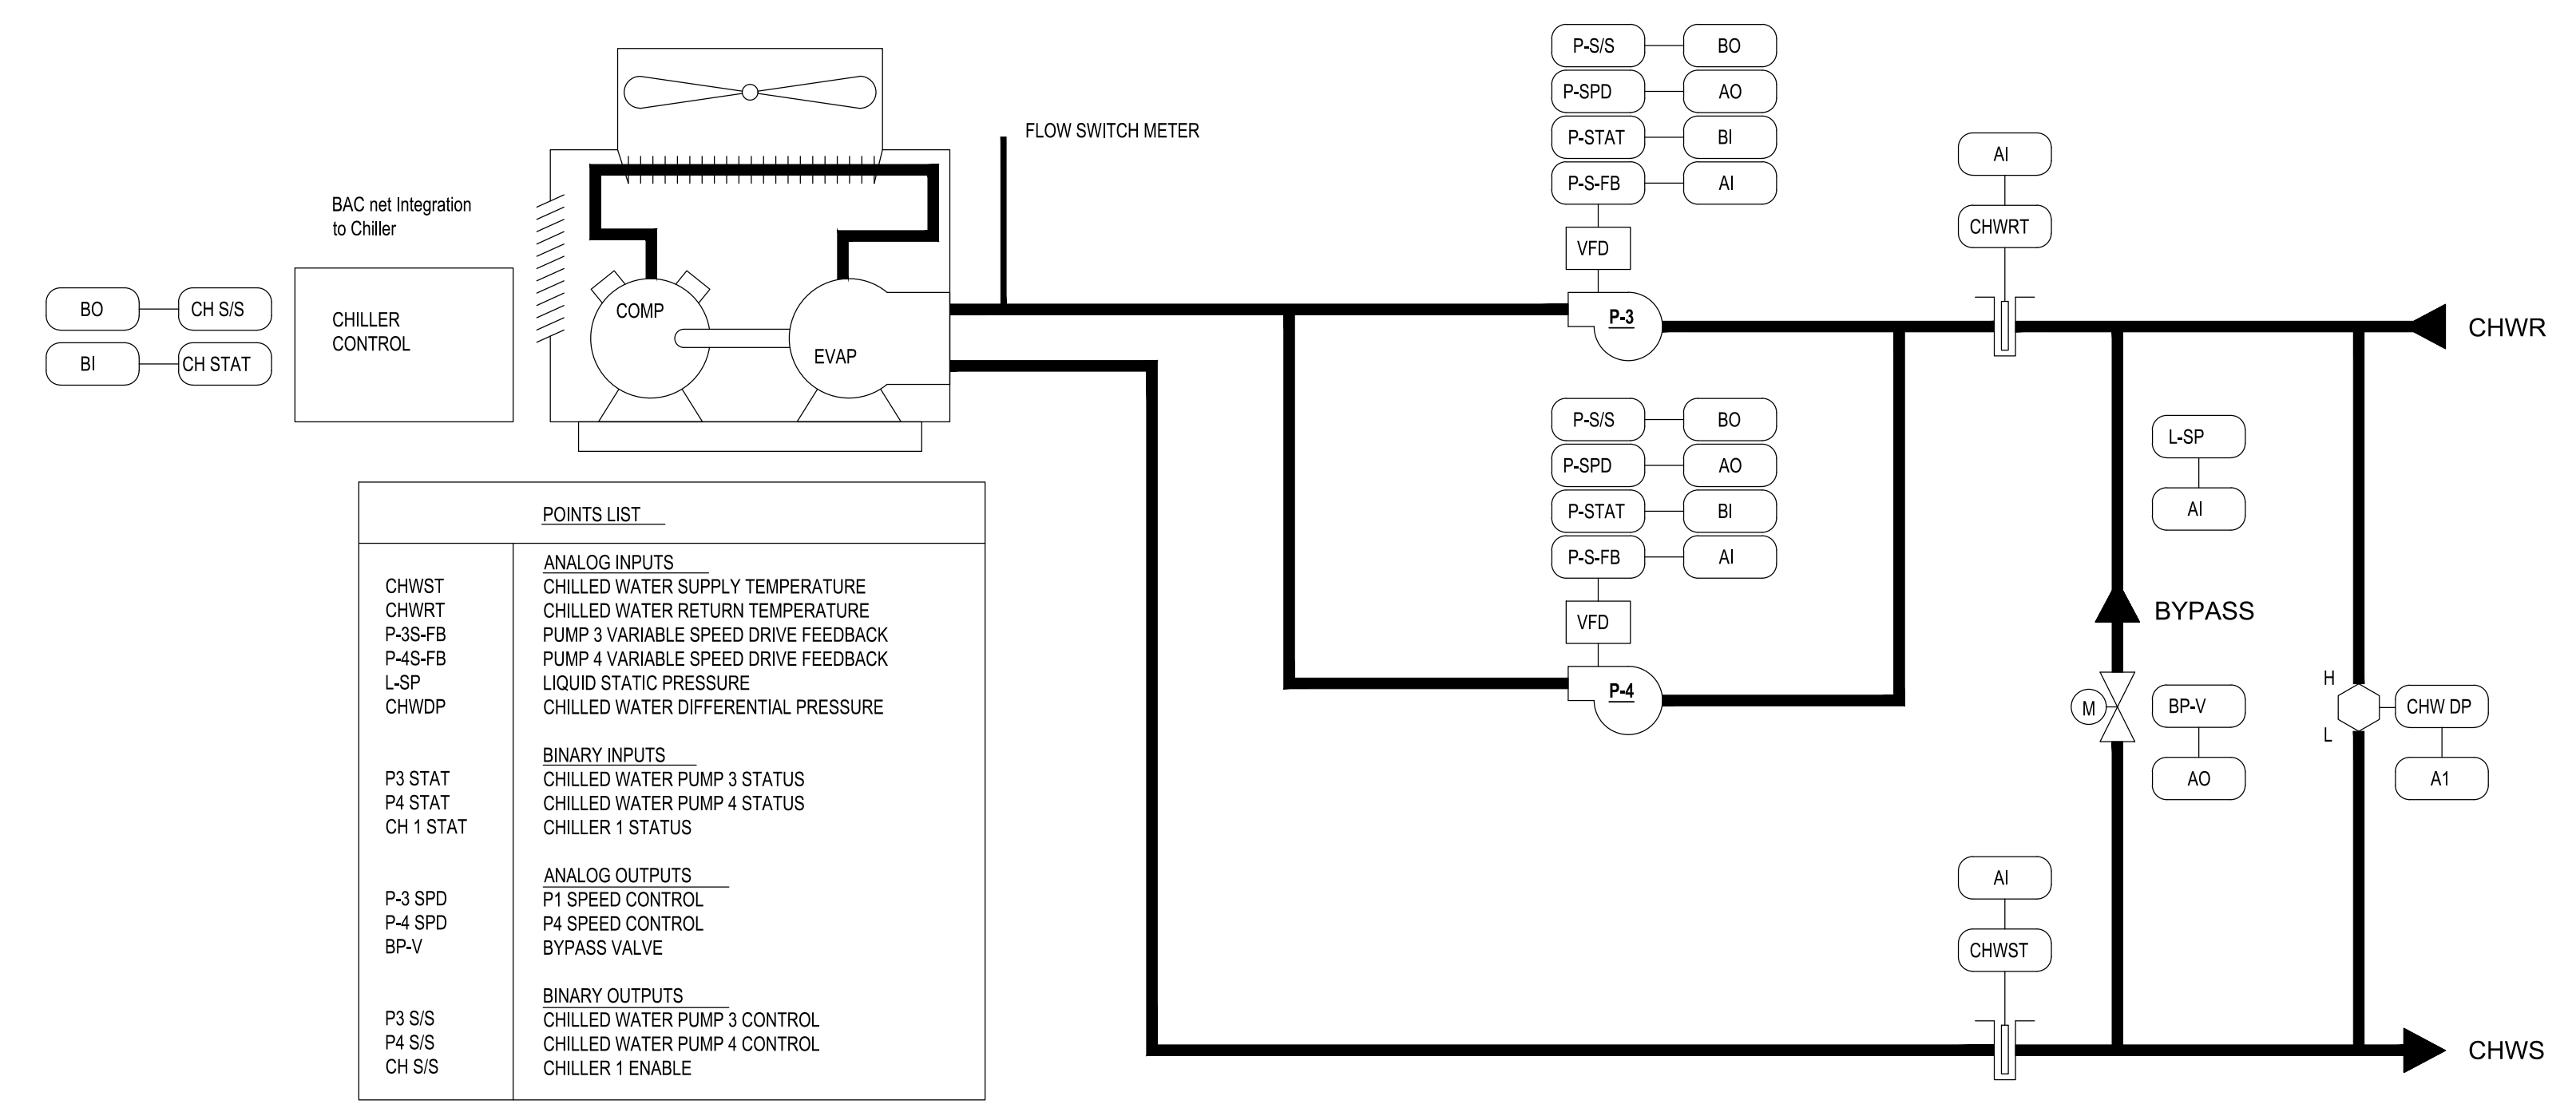 P-S/S BO
P-SPD AO
P-STAT BI
P-S-FB AI
VFD
P-3
FLOW SWITCH METER
AI
CHWRT
CHWR
BAC net Integration
to Chiller
CHILLER
CONTROL
BO CH S/S
BI CH STAT
COMP
EVAP
P-S/S BO
P-SPD AO
P-STAT BI
P-S-FB AI
VFD
P-4
L-SP
AI
BYPASS
M
BP-V
AO
H
L
CHW DP
A1
AI
CHWST
CHWS
POINTS LIST
ANALOG INPUTS
CHWST CHILLED WATER SUPPLY TEMPERATURE
CHWRT CHILLED WATER RETURN TEMPERATURE
P-3S-FB PUMP 3 VARIABLE SPEED DRIVE FEEDBACK
P-4S-FB PUMP 4 VARIABLE SPEED DRIVE FEEDBACK
L-SP LIQUID STATIC PRESSURE
CHWDP CHILLED WATER DIFFERENTIAL PRESSURE
BINARY INPUTS
P3 STAT CHILLED WATER PUMP 3 STATUS
P4 STAT CHILLED WATER PUMP 4 STATUS
CH 1 STAT CHILLER 1 STATUS
ANALOG OUTPUTS
P-3 SPD P1 SPEED CONTROL
P-4 SPD P4 SPEED CONTROL
BP-V BYPASS VALVE
BINARY OUTPUTS
P3 S/S CHILLED WATER PUMP 3 CONTROL
P4 S/S CHILLED WATER PUMP 4 CONTROL
CH S/S CHILLER 1 ENABLE